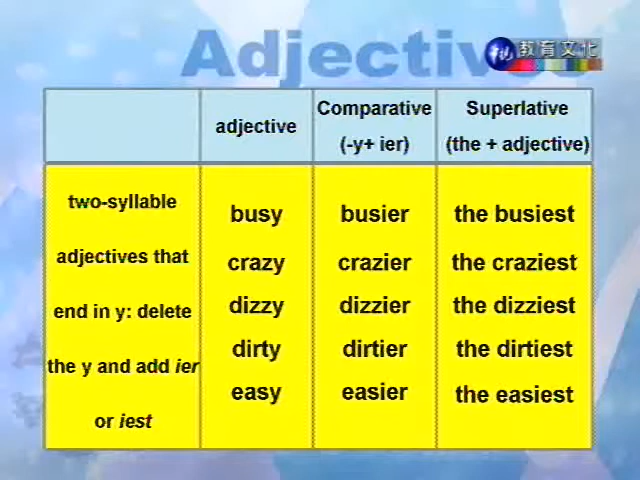 Adjectives
教育文化
adjective
Comparative
(-y+ ier)
Superlative
(the + adjective)
two-syllable
adjectives that
end in y: delete
the y and add ier
or iest
busy busier the busiest
crazy crazier the craziest
dizzy dizzier the dizziest
dirty dirtier the dirtiest
easy easier the easiest